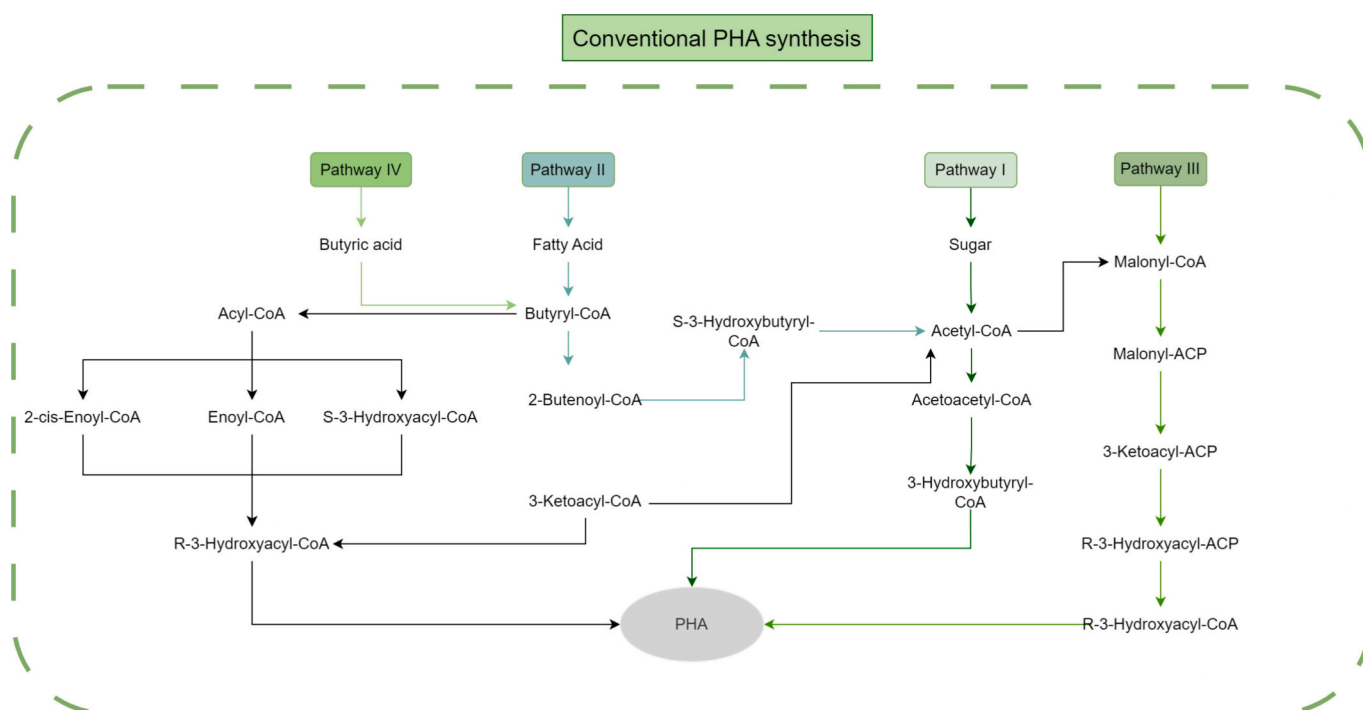 Conventional PHA synthesis
Pathway IV
Pathway II
Pathway I
Pathway III
Butyric acid
Fatty Acid
Sugar
Malonyl-CoA
Acyl-CoA
Butyryl-CoA
S-3-Hydroxybutyryl-
CoA
Acetyl-CoA
Malonyl-ACP
2-cis-Enoyl-CoA
Enoyl-CoA
S-3-Hydroxyacyl-CoA
2-Butenoyl-CoA
Acetoacetyl-CoA
3-Ketoacyl-ACP
3-Ketoacyl-CoA
3-Hydroxybutyryl-
CoA
R-3-Hydroxyacyl-CoA
R-3-Hydroxyacyl-ACP
PHA
R-3-Hydroxyacyl-CoA